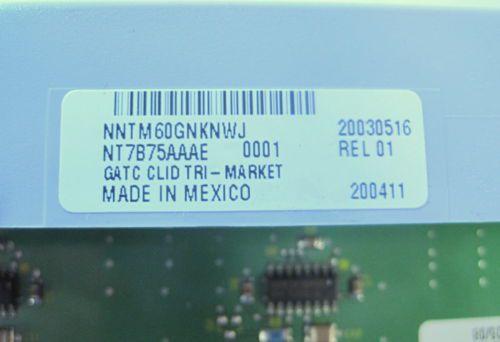 NNTM60GNKNWJ 20030516
NT7B75AAAE 0001 REL 01
GATC CLID TRI-MARKET
MADE IN MEXICO 200411